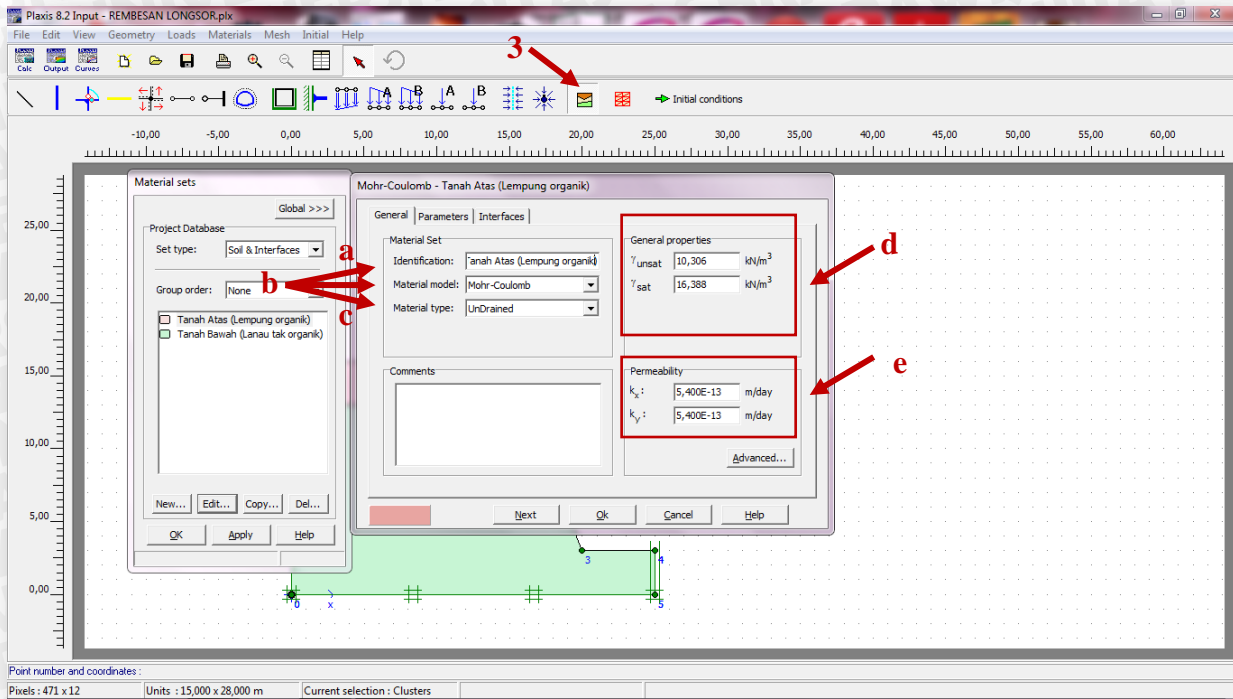 Plaxis 8.2 Input - REMBESAN LONGSOR.plx
File Edit View Geometry Loads Materials Mesh Initial Help
Calc Output Curves
3
A B A B
Initial conditions
-10,00 -5,00 0,00 5,00 10,00 15,00 20,00 25,00 30,00 35,00 40,00 45,00 50,00 55,00 60,00
25,00
20,00
15,00
10,00
5,00
0,00
Material sets
Global >>>
Project Database
Set type: Soil & Interfaces
Group order: None
Tanah Atas (Lempung organik)
Tanah Bawah (Lanau tak organik)
New... Edit... Copy... Del...
OK Apply Help
a
b
c
Mohr-Coulomb - Tanah Atas (Lempung organik)
General Parameters Interfaces
Material Set
Identification: Tanah Atas (Lempung organik)
Material model: Mohr-Coulomb
Material type: UnDrained
Comments
General properties
γunsat 10,306 kN/m3
γsat 16,388 kN/m3
d
Permeability
kx: 5,400E-13 m/day
ky: 5,400E-13 m/day
e
Advanced...
Next Ok Cancel Help
3 4
0 x 5
Point number and coordinates :
Pixels : 471 x 12 Units : 15,000 x 28,000 m Current selection : Clusters